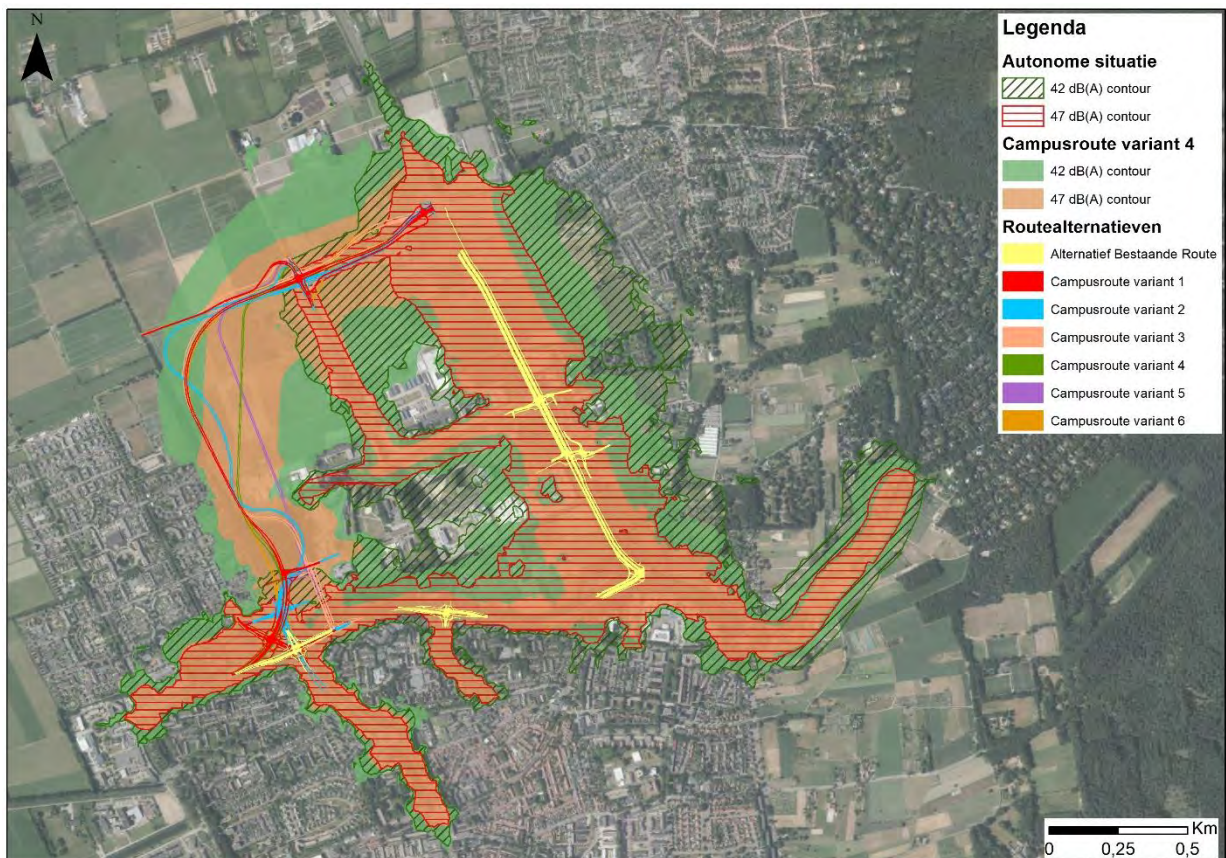 N
Legenda
Autonome situatie
42 dB(A) contour
47 dB(A) contour
Campusroute variant 4
42 dB(A) contour
47 dB(A) contour
Routealternatieven
Alternatief Bestaande Route
Campusroute variant 1
Campusroute variant 2
Campusroute variant 3
Campusroute variant 4
Campusroute variant 5
Campusroute variant 6
Km
0 0,25 0,5